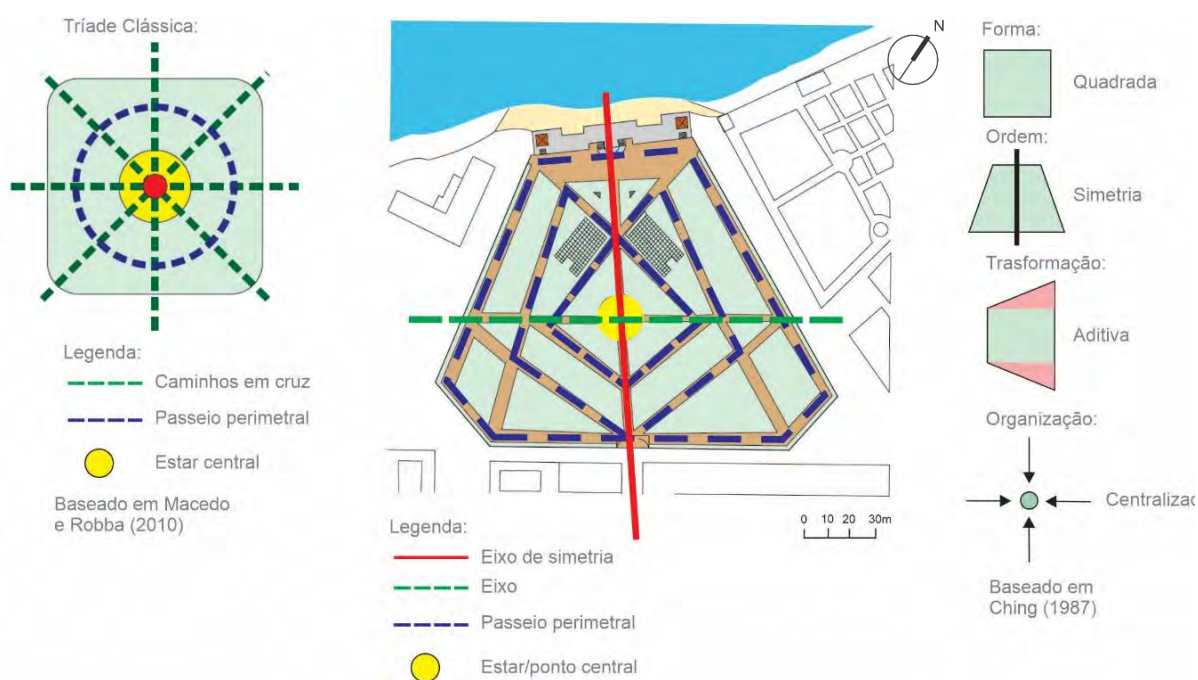 Tríade Clássica:
Legenda:
Caminhos em cruz
Passeio perimetral
Estar central
Baseado em Macedo
e Robba (2010)
N
0 10 20 30m
Legenda:
Eixo de simetria
Eixo
Passeio perimetral
Estar/ponto central
Forma:
Quadrada
Ordem:
Simetria
Trasformação:
Aditiva
Organização:
Centralizad
Baseado em
Ching (1987)